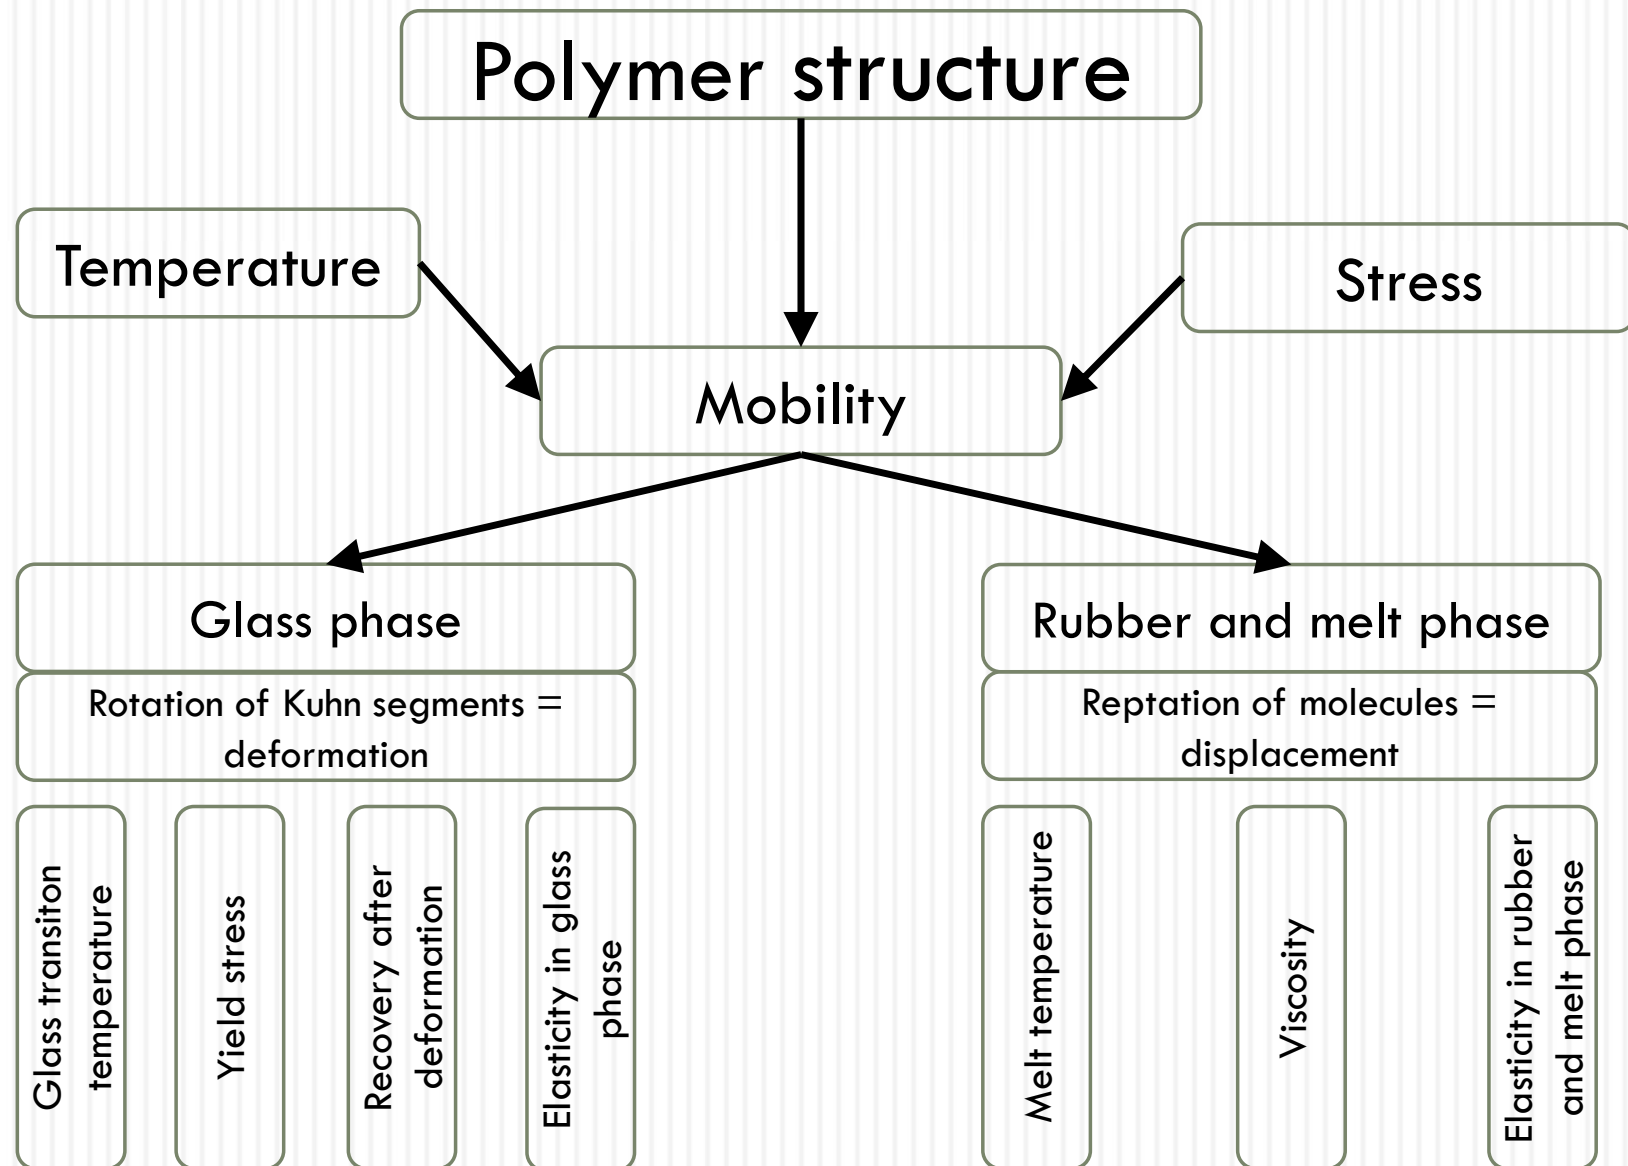 Polymer structure
Temperature
Stress
Mobility
Glass phase
Rubber and melt phase
Rotation of Kuhn segments =
deformation
Reptation of molecules =
displacement
Glass transiton
temperature
Yield stress
Recovery after
deformation
Elasticity in glass
phase
Melt temperature
Viscosity
Elasticity in rubber
and melt phase